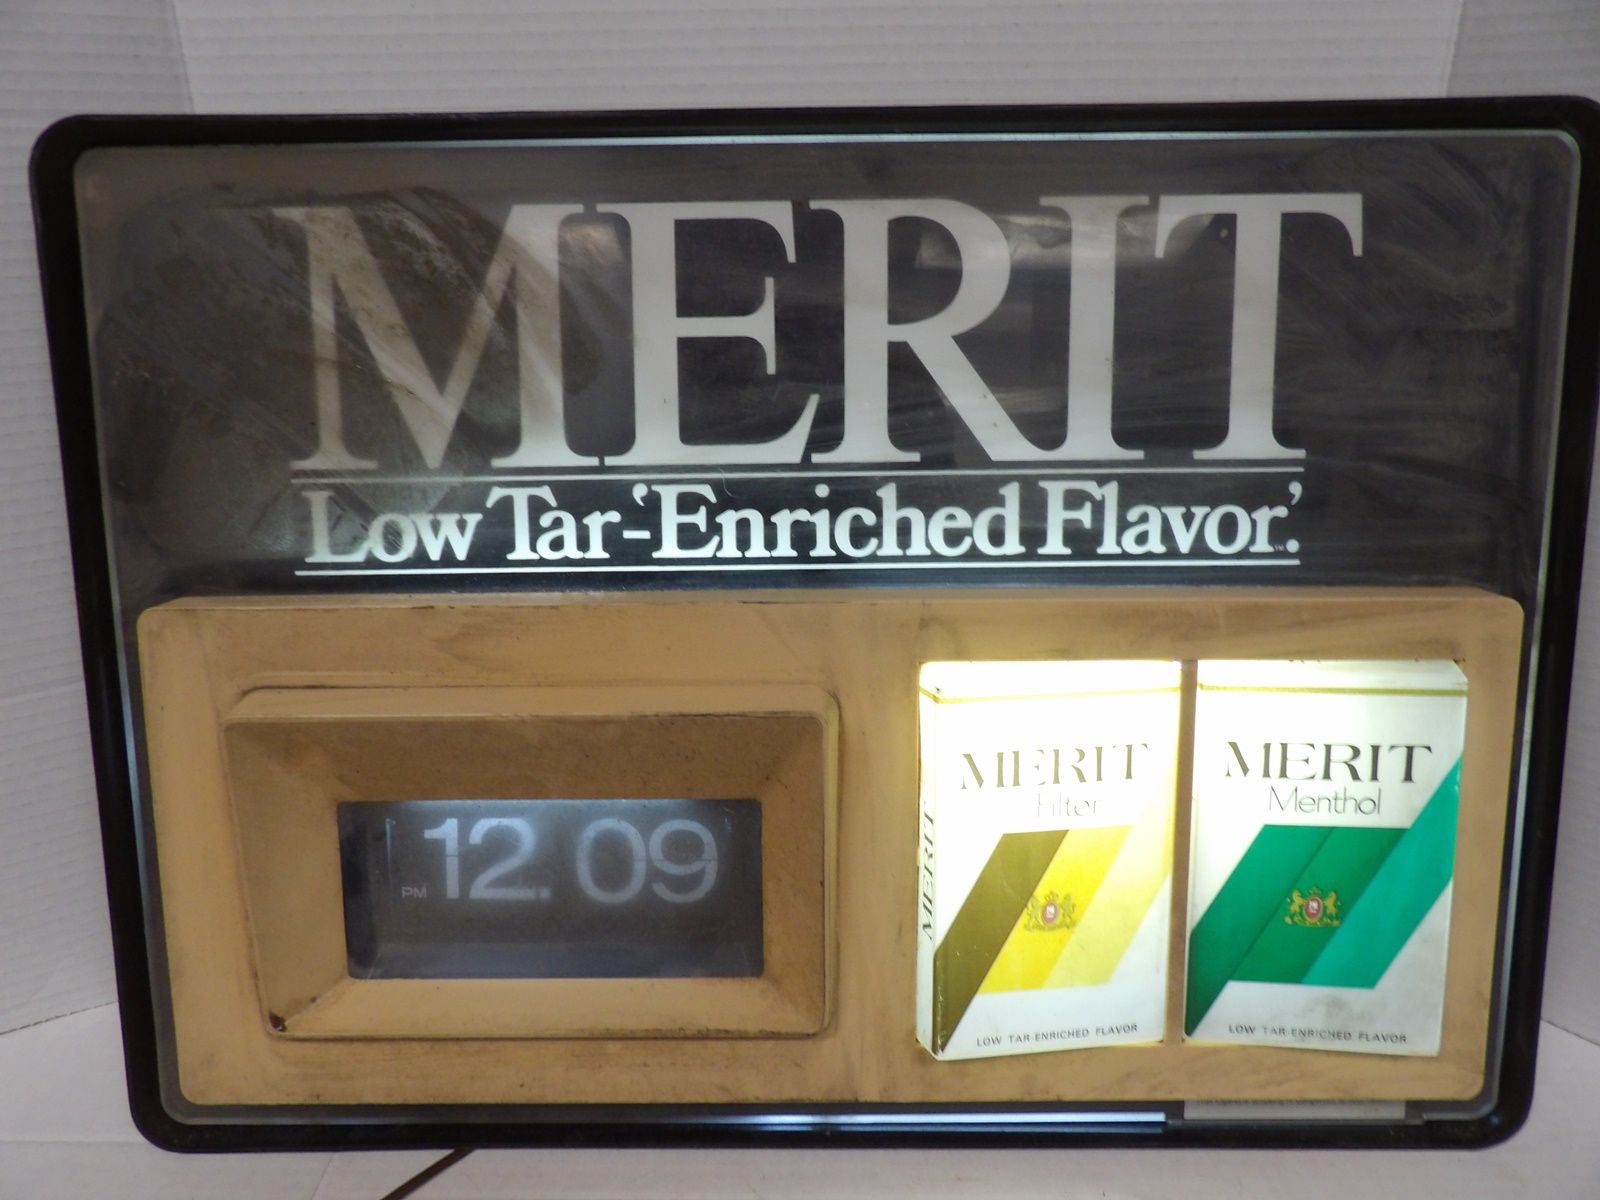 MERIT
Low Tar-'Enriched Flavor.'™
PM 12. 09
MERIT
MERIT
Filter
LOW TAR-ENRICHED FLAVOR
MERIT
Menthol
LOW TAR-ENRICHED FLAVOR